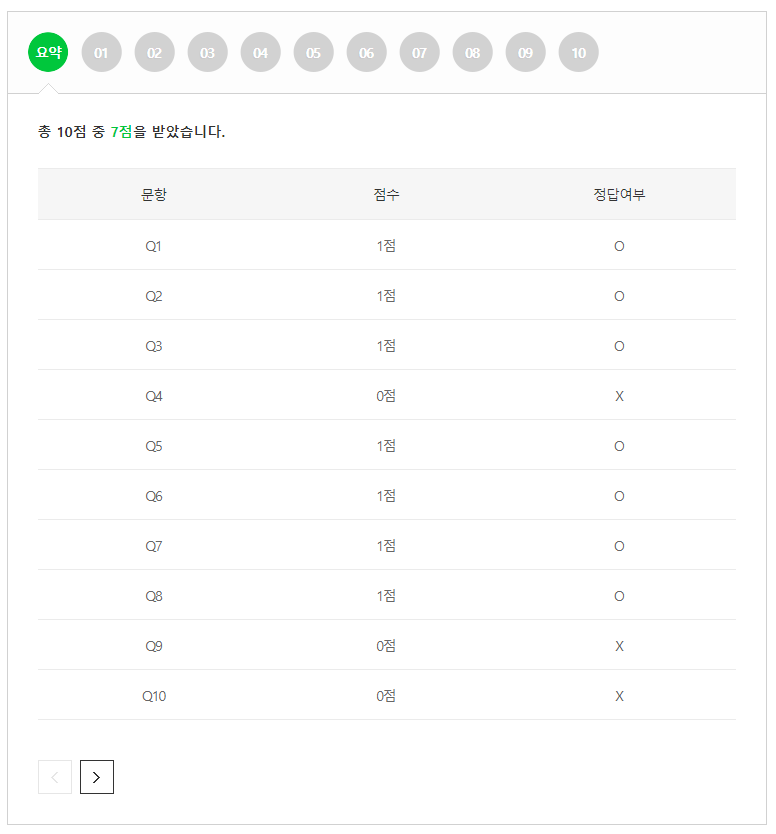 요약 01 02 03 04 05 06 07 08 09 10
총 10점 중 7점을 받았습니다.
문항 점수 정답여부
Q1 1점 O
Q2 1점 O
Q3 1점 O
Q4 0점 X
Q5 1점 O
Q6 1점 O
Q7 1점 O
Q8 1점 O
Q9 0점 X
Q10 0점 X